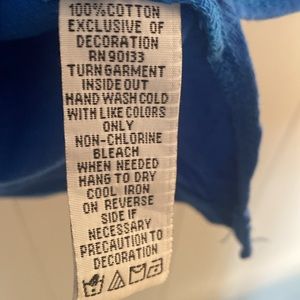 100%COTTON
EXCLUSIVE OF
DECORATION
RN 90133
TURN GARMENT
INSIDE OUT
HAND WASH COLD
WITH LIKE COLORS
ONLY
NON-CHLORINE
BLEACH
WHEN NEEDED
HANG TO DRY
COOL IRON
ON REVERSE
SIDE IF
NECESSARY
PRECAUTION TO
DECORATION